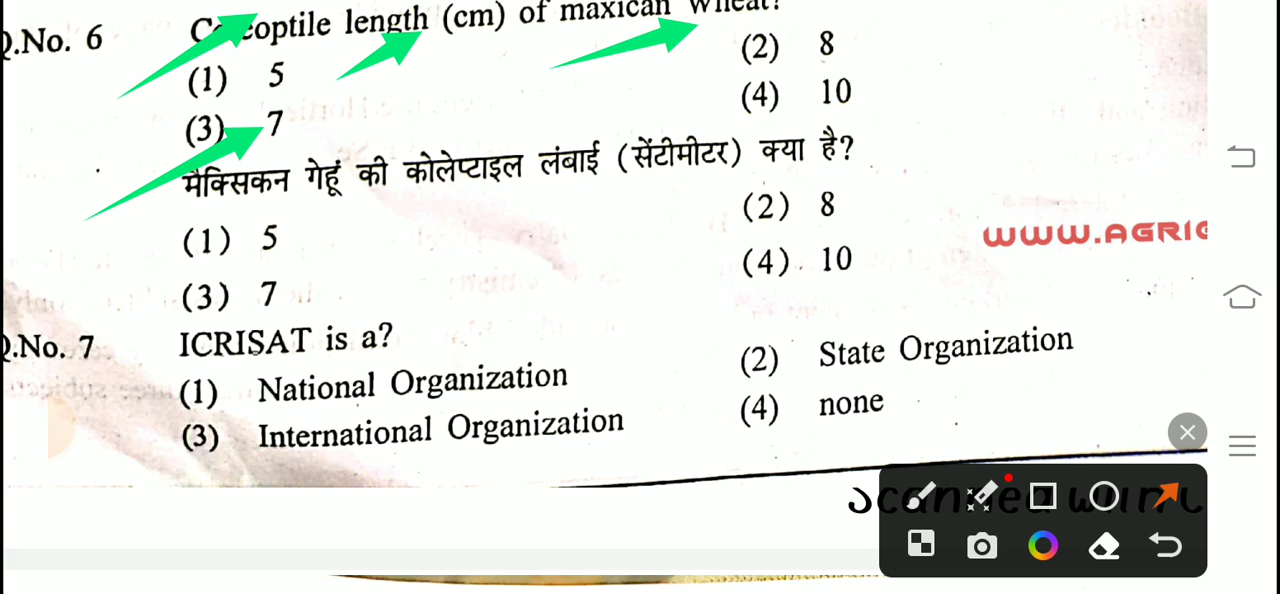 .No. 6
length (cm) of maxican
(1) 5
(2) 8
(3) 7
(4) 10
मैक्सिकन गेहूं की कोलेप्टाइल लंबाई (सेंटीमीटर) क्या है?
(1) 5
(2) 8
(3) 7
(4) 10
WWW.AGRI
.No. 7
ICRISAT is a?
(1) National Organization
(2) State Organization
(3) International Organization
(4) none
scanned